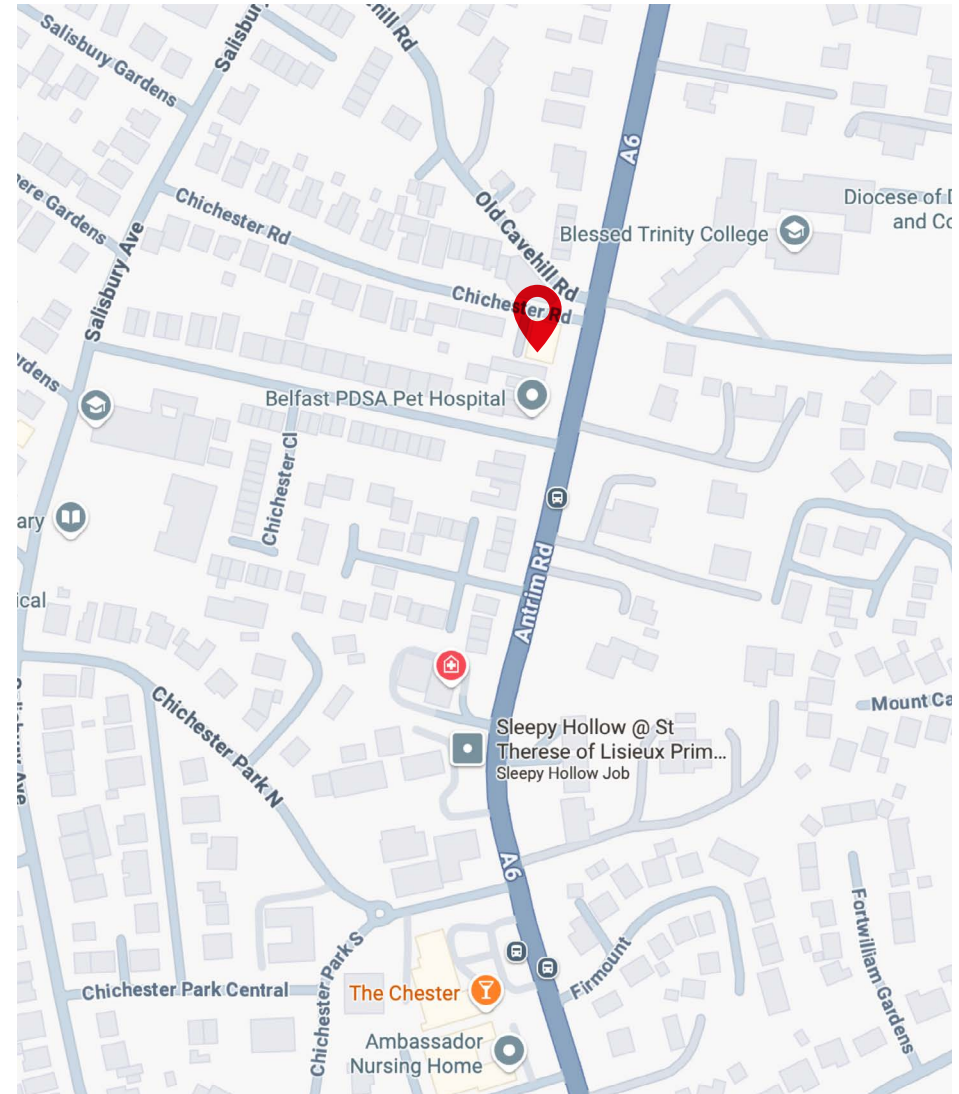 Salisbury Gardens
Salisbu
hill Rd
A6
Diocese of D
and Co
Blessed Trinity College
Old Cavehill Rd
Chichester Rd
ere Gardens
Salisbury Ave
Chichester Rd
rdens
Belfast PDSA Pet Hospital
Chichester Cl
ary
Antrim Rd
ical
Chichester Park N
Mount Ca
Sleepy Hollow @ St
Therese of Lisieux Prim...
Sleepy Hollow Job
A6
Firmount
Fortwilliam Gardens
Chichester Park Central
Chichester Park S
The Chester
Ambassador
Nursing Home